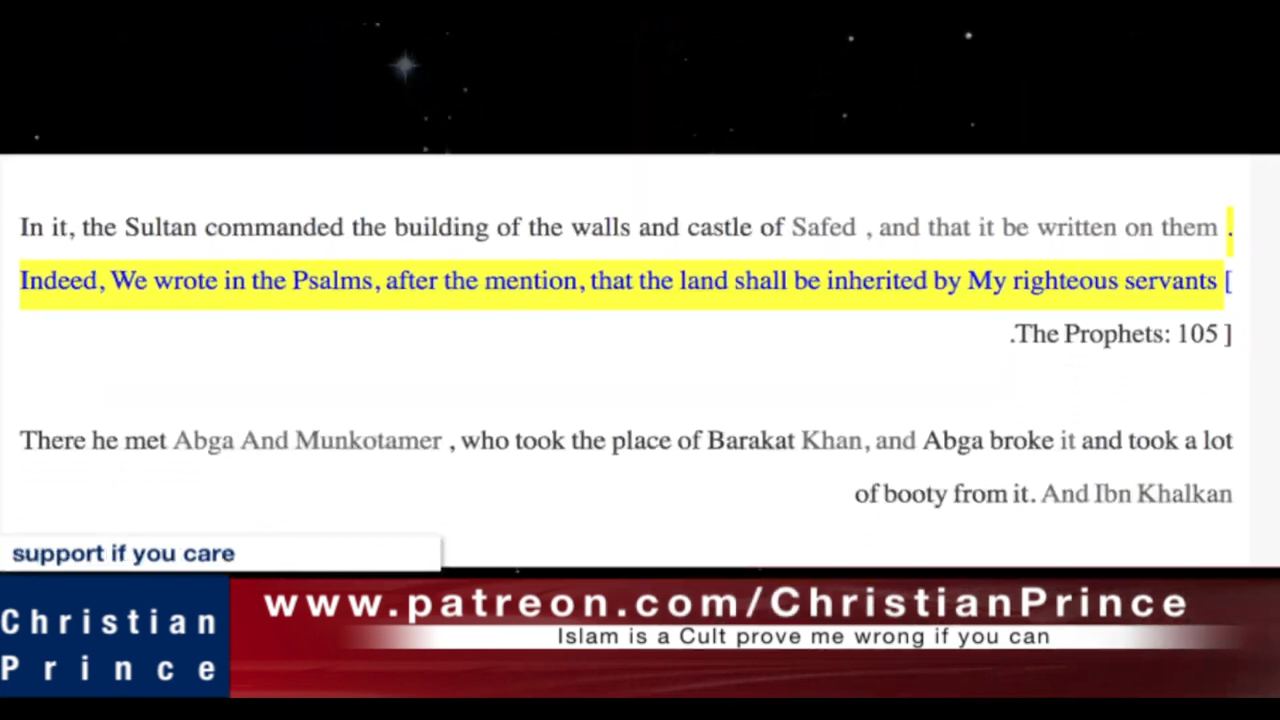 In it, the Sultan commanded the building of the walls and castle of Safed , and that it be written on them .
Indeed, We wrote in the Psalms, after the mention, that the land shall be inherited by My righteous servants [
.The Prophets: 105 ]
There he met Abga And Munkotamer , who took the place of Barakat Khan, and Abga broke it and took a lot
of booty from it. And Ibn Khalkan
support if you care
Christian
Prince
www.patreon.com/ChristianPrince
Islam is a Cult prove me wrong if you can